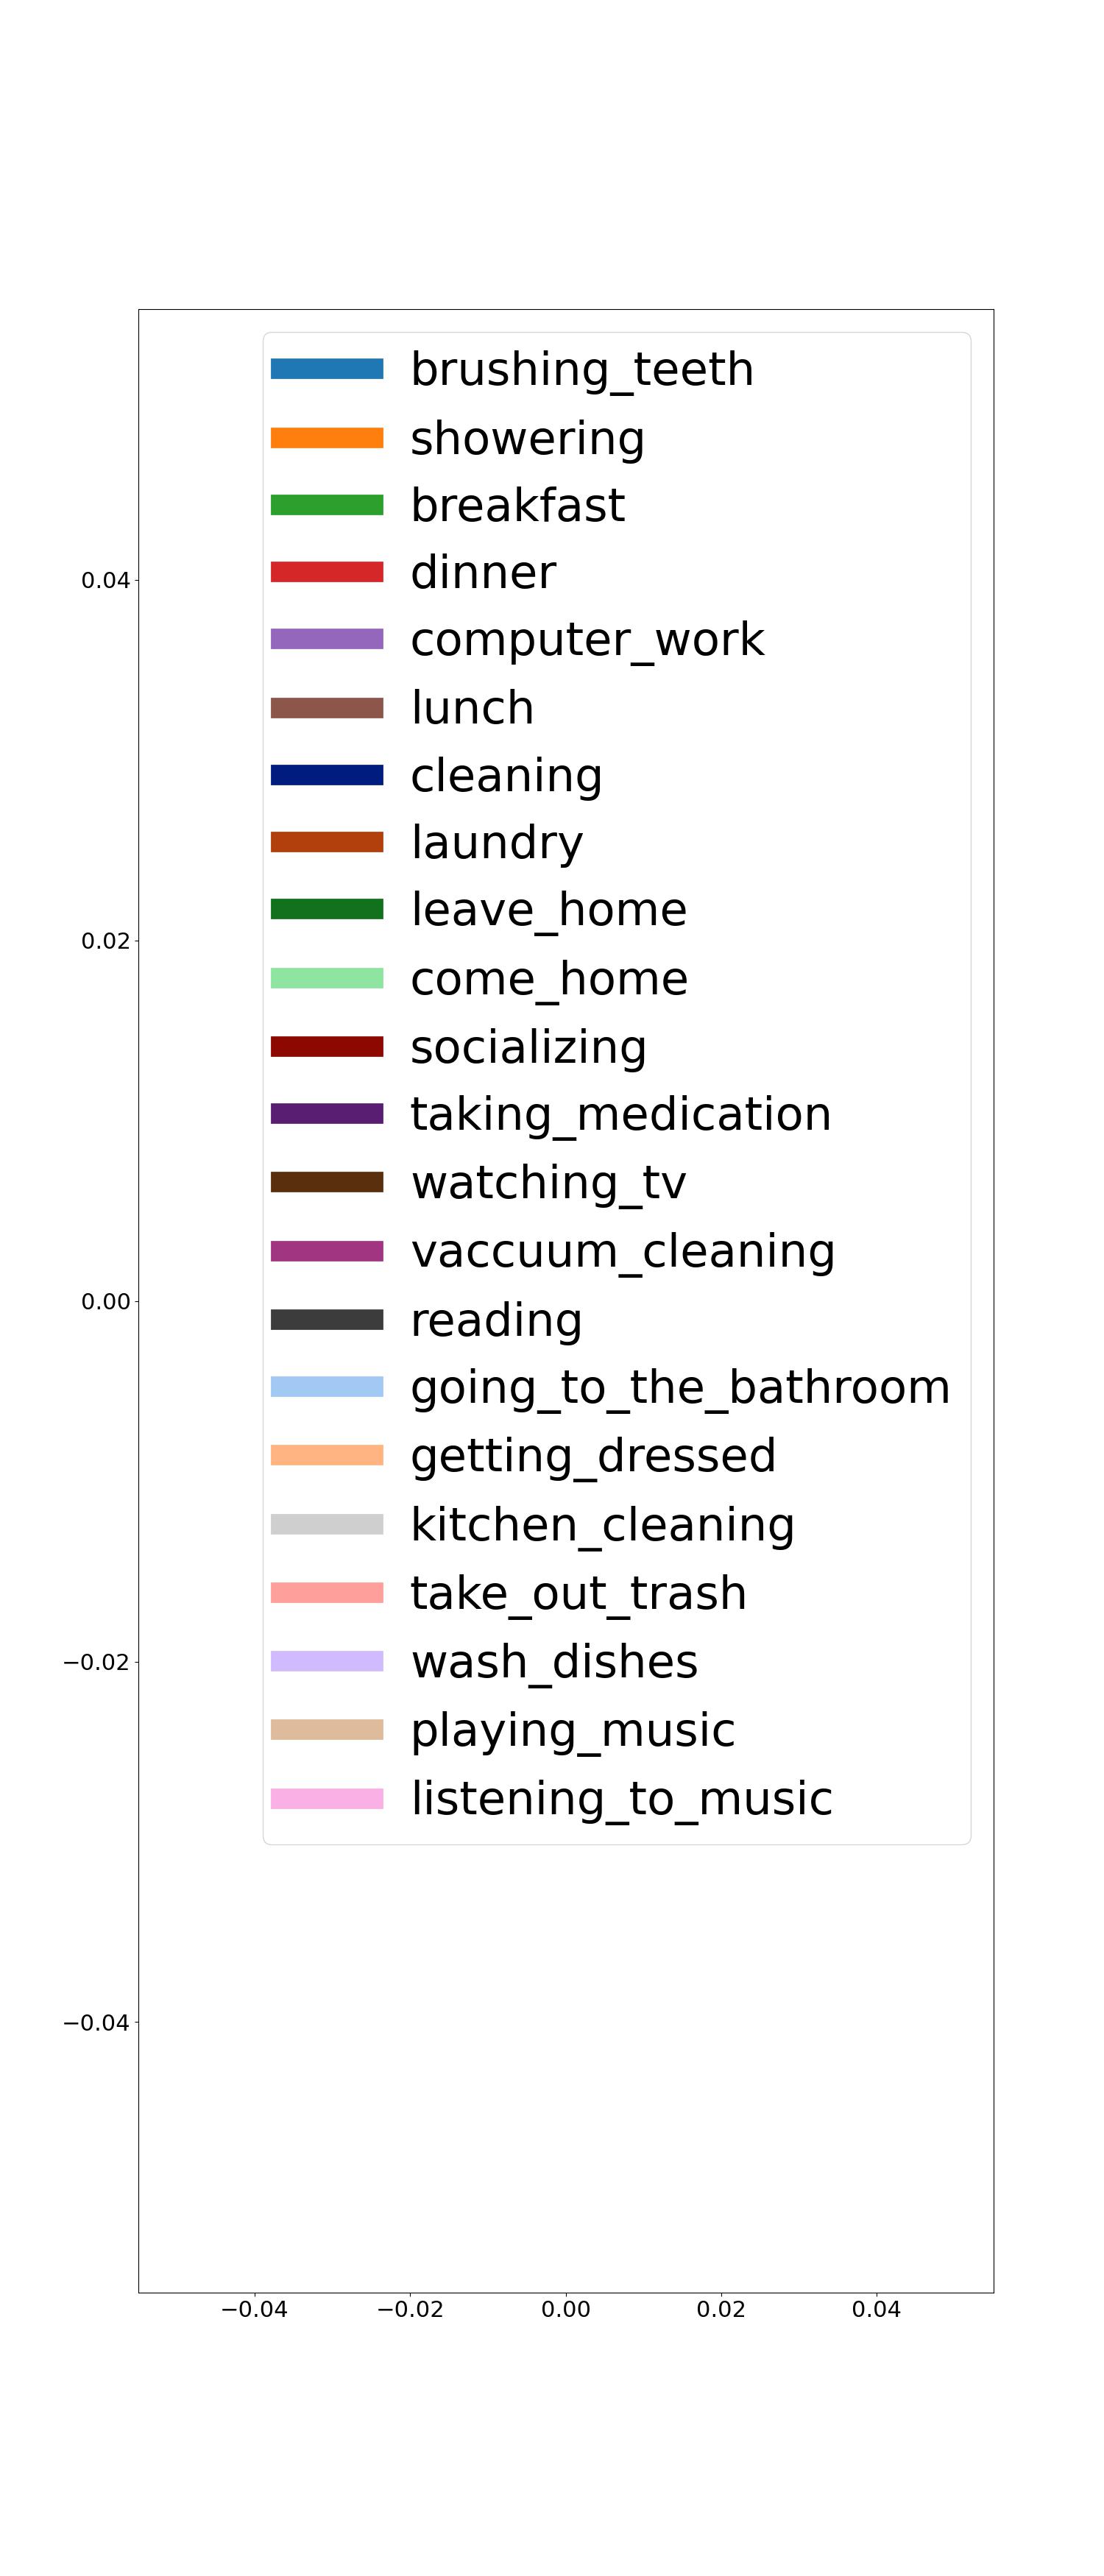 brushing_teeth
showering
breakfast
dinner
computer_work
lunch
cleaning
laundry
leave_home
come_home
socializing
taking_medication
watching_tv
vaccuum_cleaning
reading
going_to_the_bathroom
getting_dressed
kitchen_cleaning
take_out_trash
wash_dishes
playing_music
listening_to_music
0.04
0.02
0.00
−0.02
−0.04
−0.04 −0.02 0.00 0.02 0.04